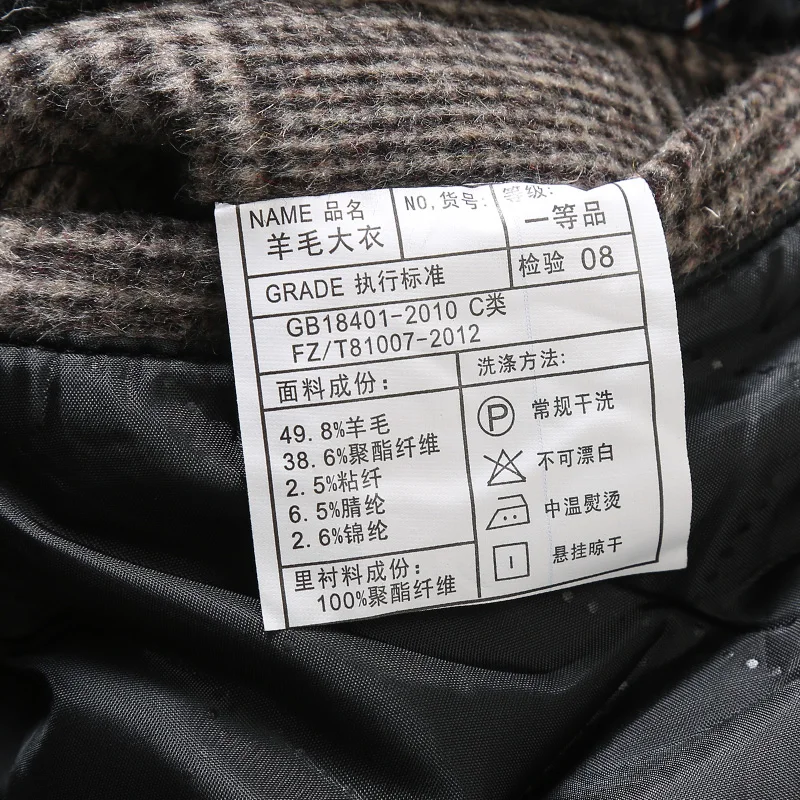 NAME 品名
羊毛大衣
NO,货号:
等级:
一等品
GRADE 执行标准
检验 08
GB18401-2010 C类
FZ/T81007-2012
面料成份:
49.8%羊毛
38.6%聚酯纤维
2.5%粘纤
6.5%腈纶
2.6%锦纶
里衬料成份:
100%聚酯纤维
洗涤方法:
P 常规干洗
不可漂白
中温熨烫
悬挂晾干